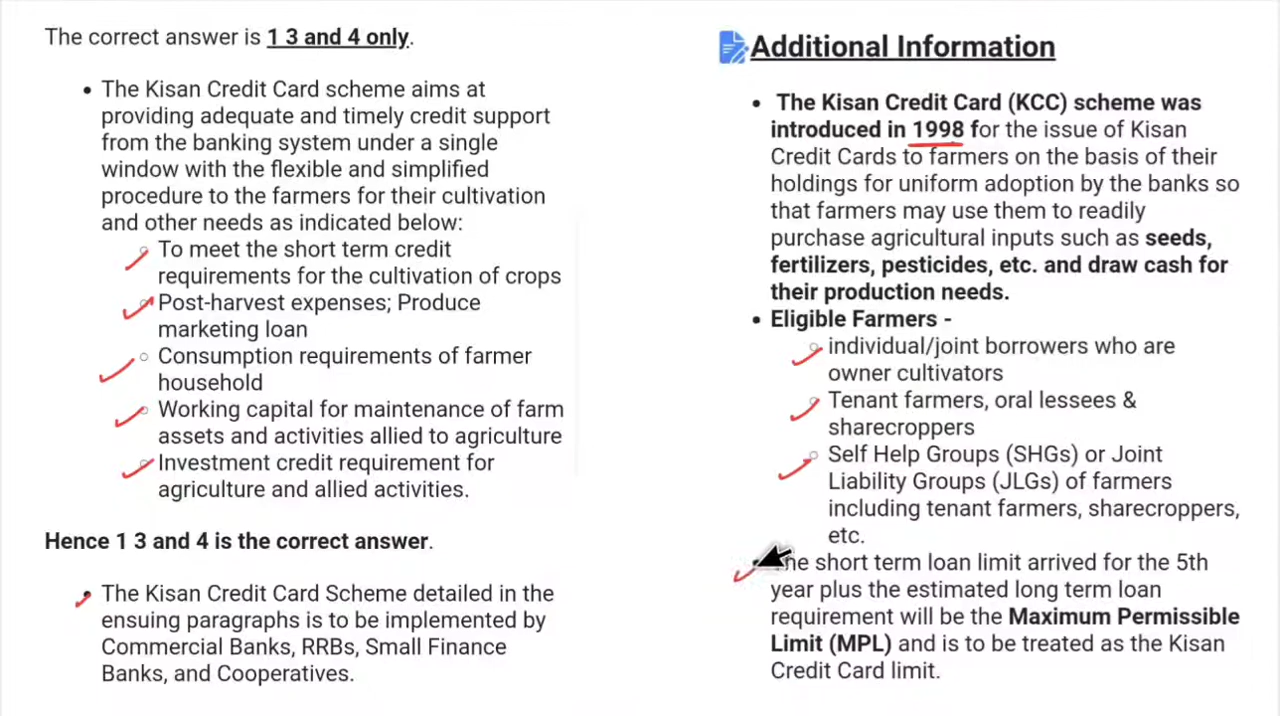 The correct answer is 1 3 and 4 only.
• The Kisan Credit Card scheme aims at
providing adequate and timely credit support
from the banking system under a single
window with the flexible and simplified
procedure to the farmers for their cultivation
and other needs as indicated below:
To meet the short term credit
requirements for the cultivation of crops
Post-harvest expenses; Produce
marketing loan
Consumption requirements of farmer
household
Working capital for maintenance of farm
assets and activities allied to agriculture
Investment credit requirement for
agriculture and allied activities.
Hence 1 3 and 4 is the correct answer.
• The Kisan Credit Card Scheme detailed in the
ensuing paragraphs is to be implemented by
Commercial Banks, RRBs, Small Finance
Banks, and Cooperatives.
Additional Information
• The Kisan Credit Card (KCC) scheme was
introduced in 1998 for the issue of Kisan
Credit Cards to farmers on the basis of their
holdings for uniform adoption by the banks so
that farmers may use them to readily
purchase agricultural inputs such as seeds,
fertilizers, pesticides, etc. and draw cash for
their production needs.
• Eligible Farmers -
individual/joint borrowers who are
owner cultivators
Tenant farmers, oral lessees &
sharecroppers
Self Help Groups (SHGs) or Joint
Liability Groups (JLGs) of farmers
including tenant farmers, sharecroppers,
etc.
he short term loan limit arrived for the 5th
year plus the estimated long term loan
requirement will be the Maximum Permissible
Limit (MPL) and is to be treated as the Kisan
Credit Card limit.